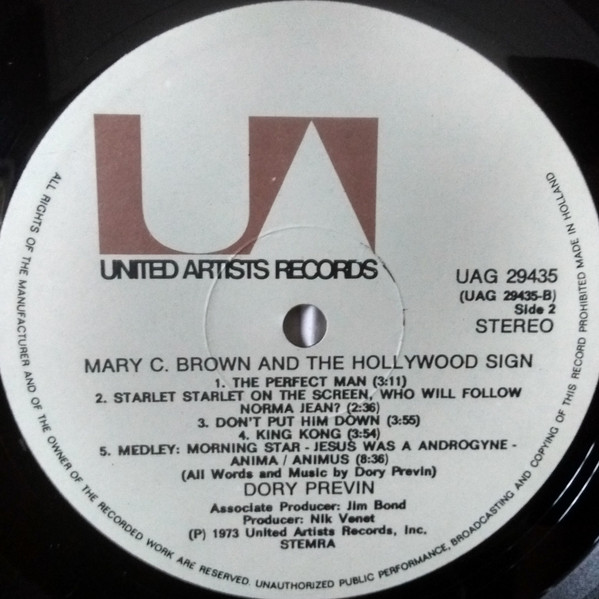 UA
UNITED ARTISTS RECORDS
UAG 29435
(UAG 29435-B)
Side 2
STEREO
MARY C. BROWN AND THE HOLLYWOOD SIGN
1. THE PERFECT MAN (3:11)
2. STARLET STARLET ON THE SCREEN, WHO WILL FOLLOW
NORMA JEAN? (2:36)
3. DON'T PUT HIM DOWN (3:55)
4. KING KONG (3:54)
5. MEDLEY: MORNING STAR - JESUS WAS A ANDROGYNE -
ANIMA / ANIMUS (8:36)
(All Words and Music by Dory Previn)
DORY PREVIN
Associate Producer: Jim Bond
Producer: Nik Venet
(P) 1973 United Artists Records, Inc.
STEMRA
ALL RIGHTS OF THE MANUFACTURER AND OF THE OWNER OF THE RECORDED WORK ARE RESERVED. UNAUTHORIZED PUBLIC PERFORMANCE, BROADCASTING AND COPYING OF THIS RECORD PROHIBITED MADE IN HOLLAND